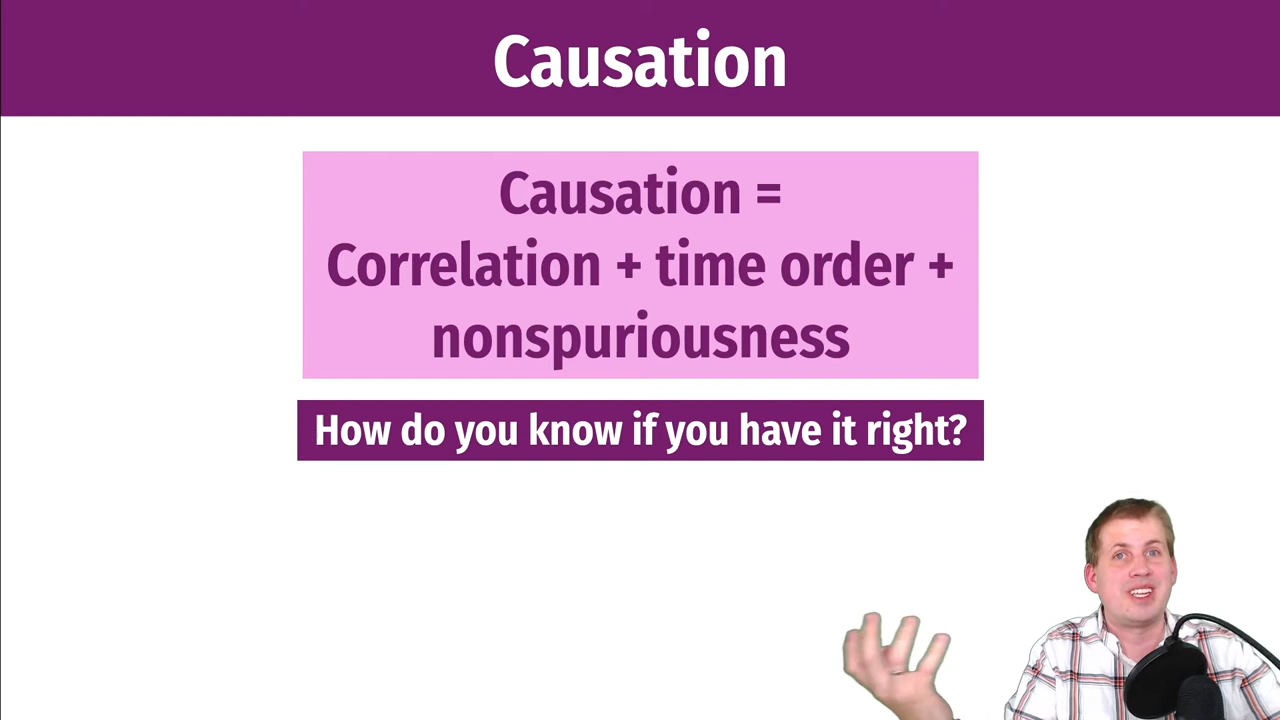 Causation
Causation =
Correlation + time order +
nonspuriousness
How do you know if you have it right?